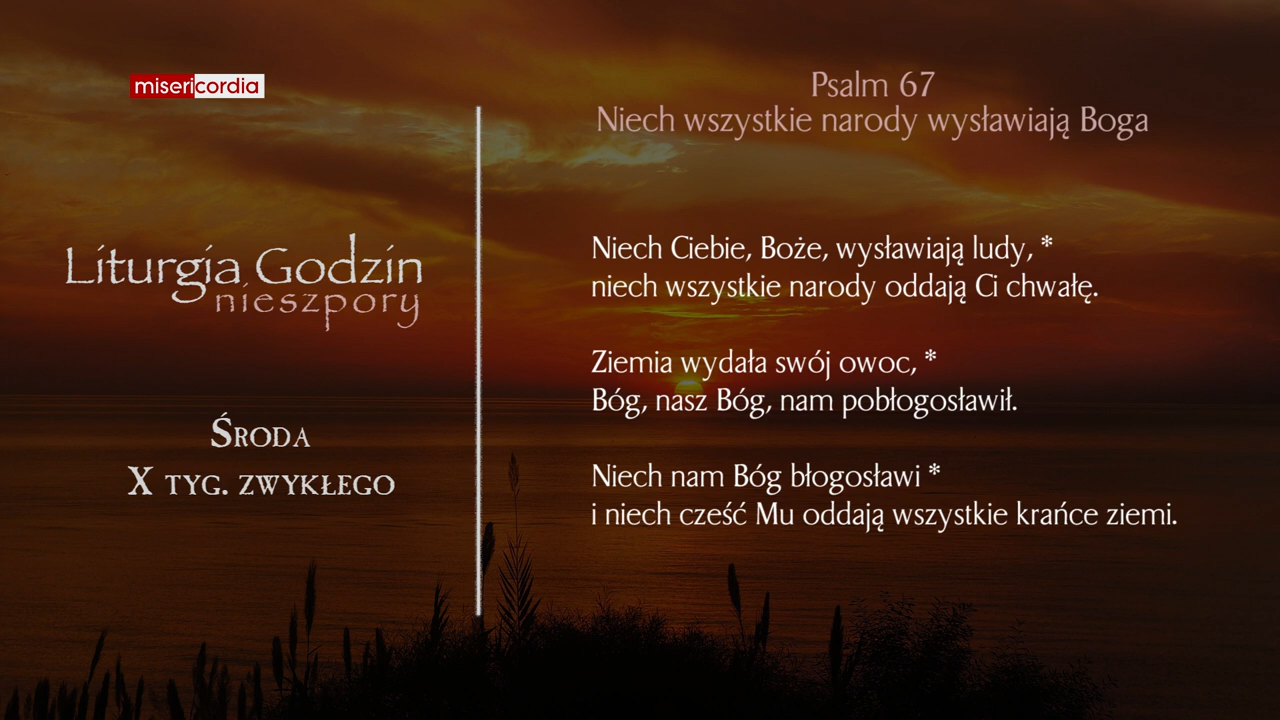 misericordia
Liturgia Godzin
nieszpory
Środa
X tyg. zwykłego
Psalm 67
Niech wszystkie narody wysławiają Boga
Niech Ciebie, Boże, wysławiają ludy, *
niech wszystkie narody oddają Ci chwałę.
Ziemia wydała swój owoc, *
Bóg, nasz Bóg, nam pobłogosławił.
Niech nam Bóg błogosławi *
i niech cześć Mu oddają wszystkie krańce ziemi.